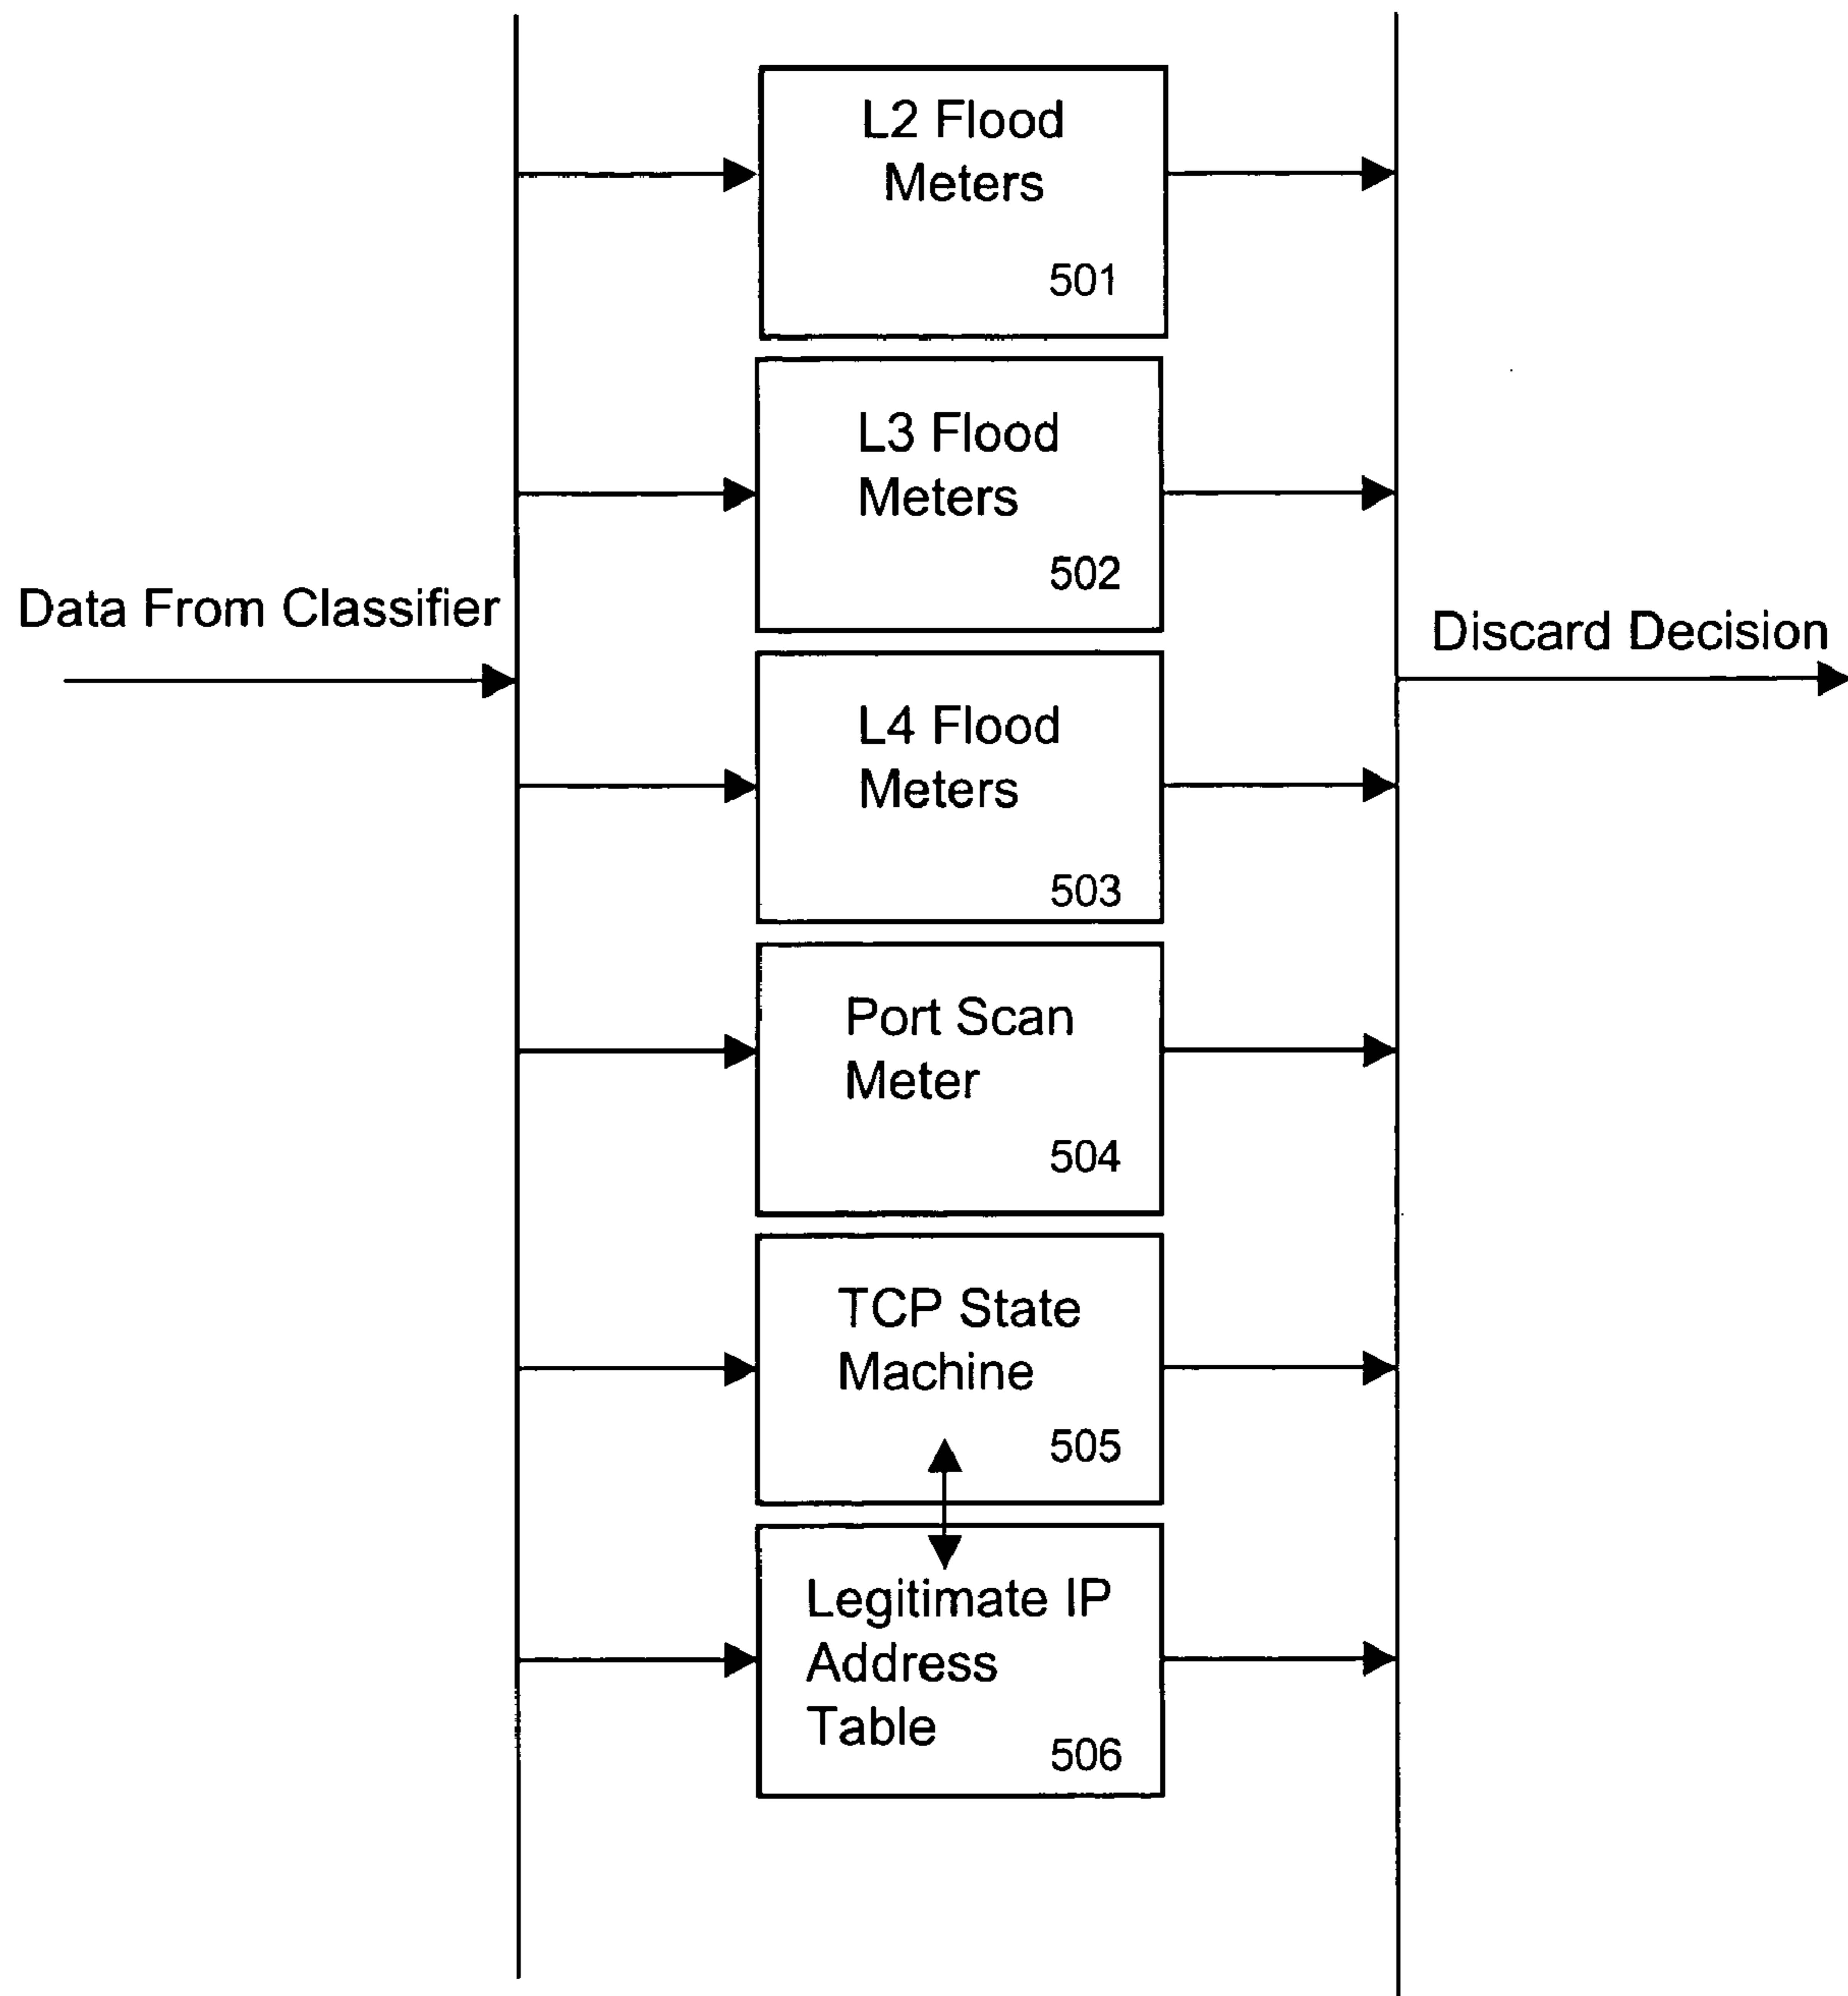 L2 Flood
Meters
501
L3 Flood
Meters
502
Data From Classifier
Discard Decision
L4 Flood
Meters
503
Port Scan
Meter
504
TCP State
Machine
505
Legitimate IP
Address
Table
506